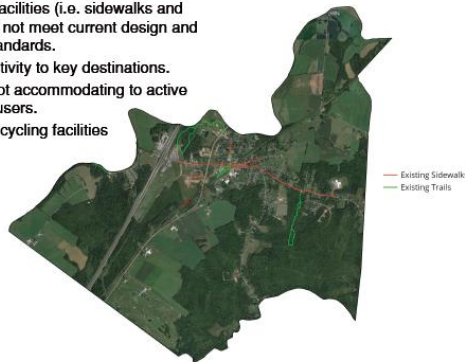 facilities (i.e. sidewalks and
not meet current design and
andards.
tivity to key destinations.
ot accommodating to active
users.
cycling facilities
Existing Sidewalks
Existing Trails